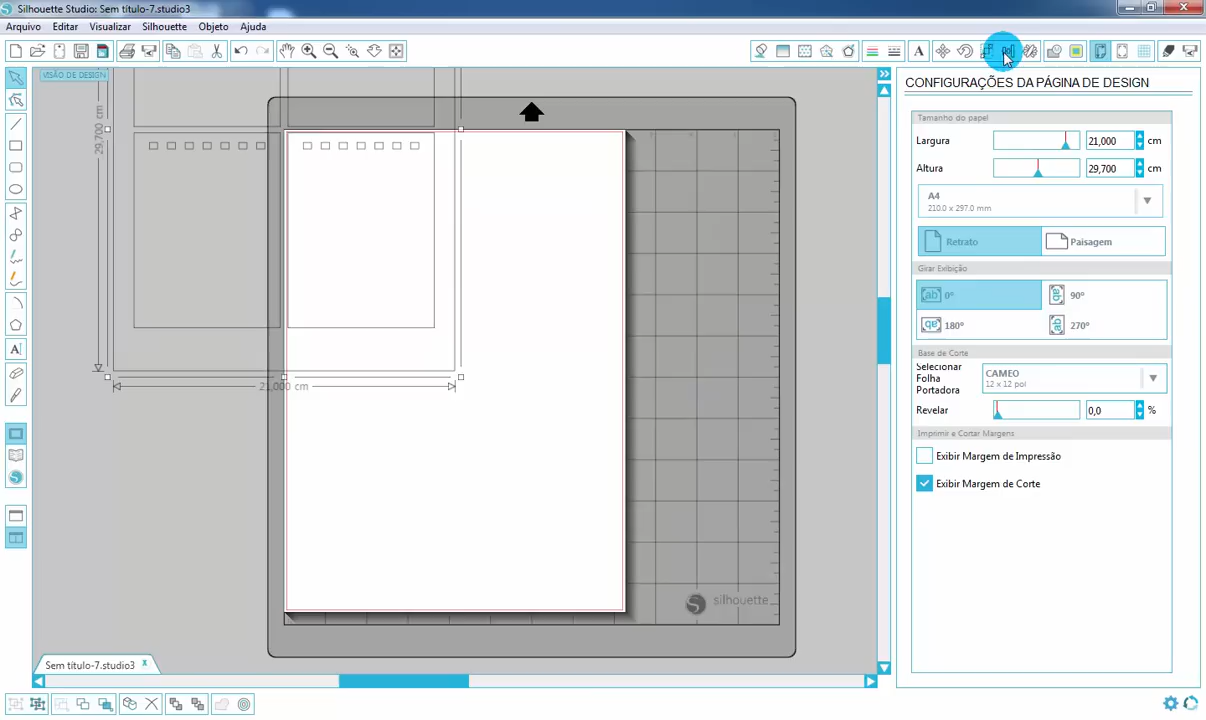 Silhouette Studio: Sem título-7.studio3
Arquivo Editar Visualizar Silhouette Objeto Ajuda
VISÃO DE DESIGN
CONFIGURAÇÕES DA PÁGINA DE DESIGN
Tamanho do papel
Largura 21,000 cm
Altura 29,700 cm
A4
210.0 x 297.0 mm
Retrato Paisagem
Girar Exibição
0º 90º
180º 270º
Base de Corte
Selecionar
Folha
Portadora
CAMEO
12 x 12 pol
Revelar 0,0 %
Imprimir e Cortar Margens
Exibir Margem de Impressão
Exibir Margem de Corte
29,700 cm
21,000 cm
silhouette
Sem título-7.studio3 x